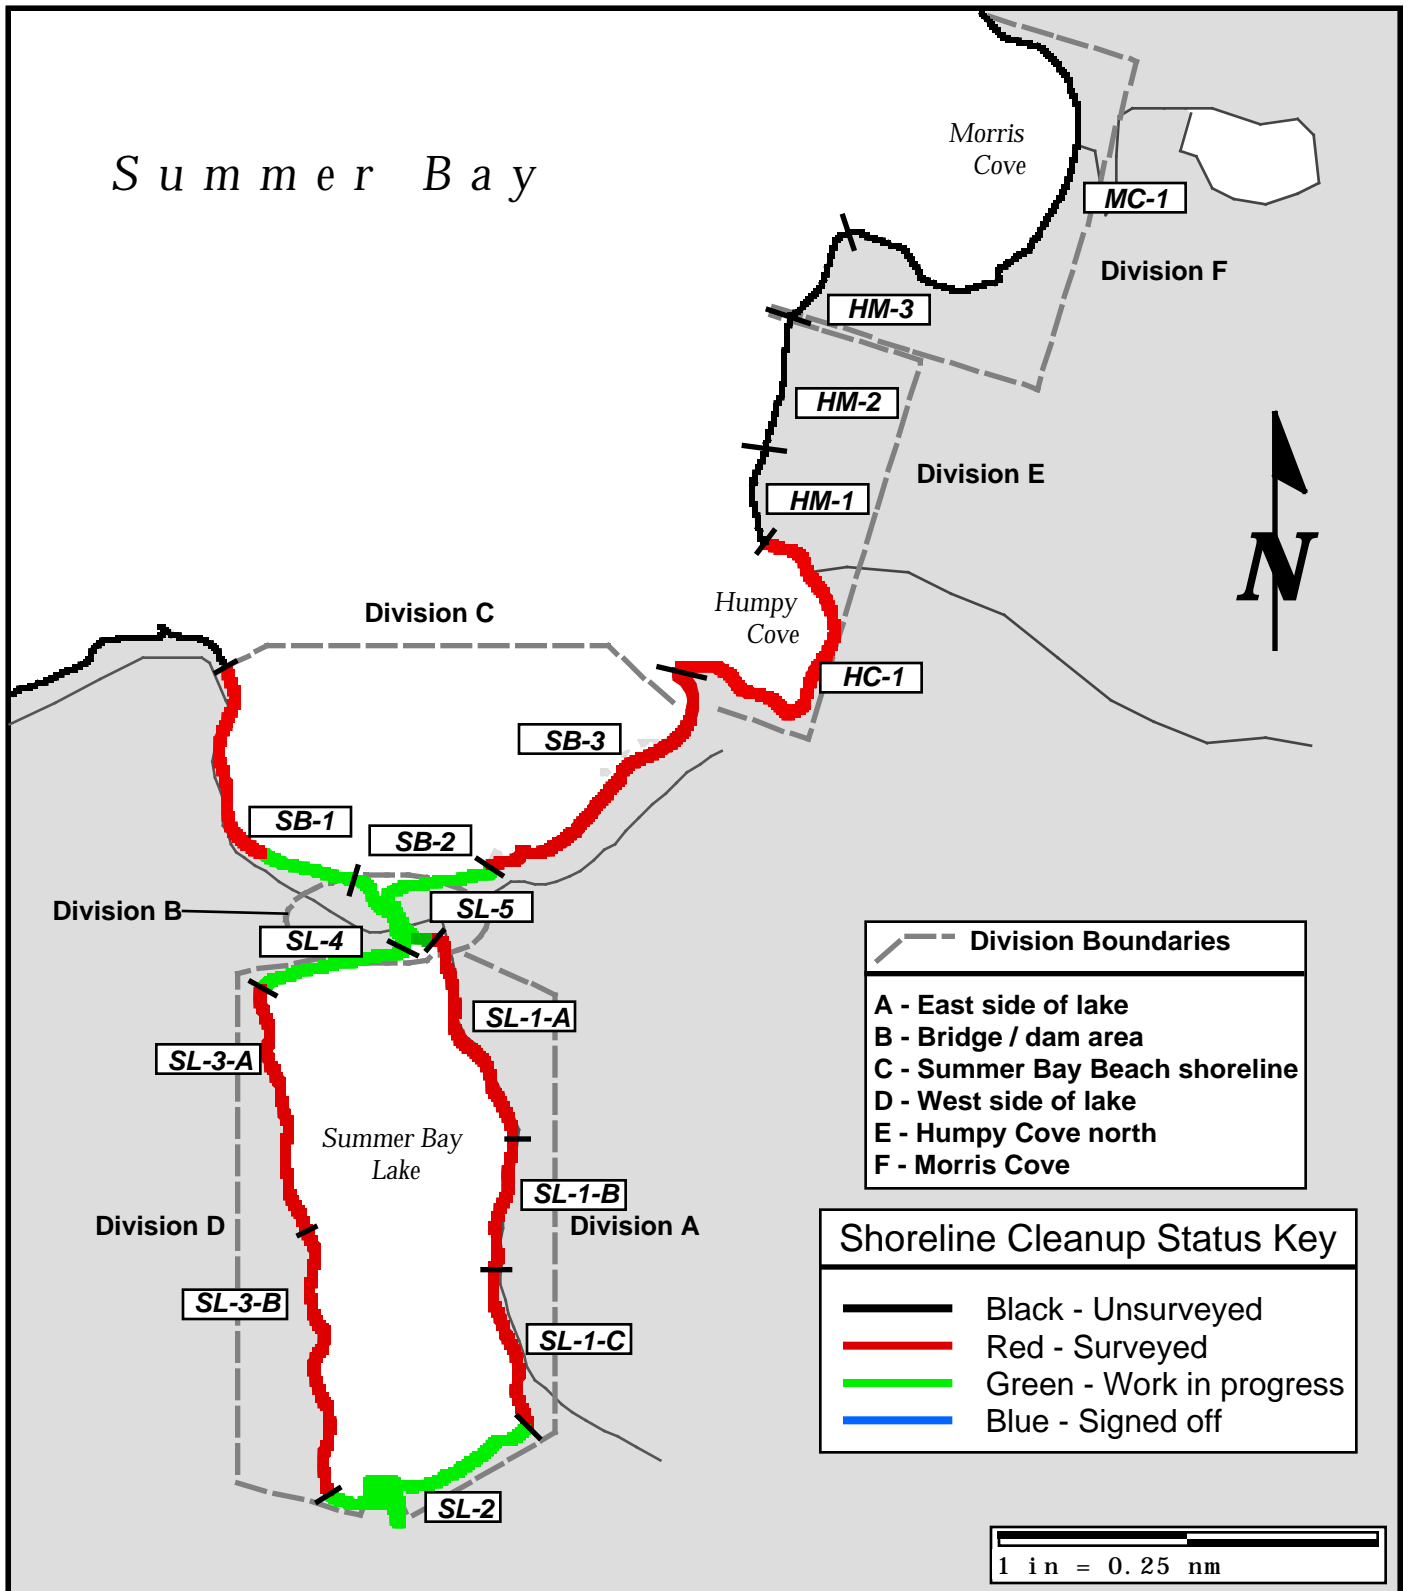 Summer Bay
Morris
Cove
MC-1
Division F
HM-3
HM-2
Division E
HM-1
N
Humpy
Cove
Division C
HC-1
SB-3
SB-1
SB-2
Division B
SL-5
SL-4
SL-1-A
SL-3-A
Summer Bay
Lake
SL-1-B
Division D
Division A
SL-3-B
SL-1-C
SL-2
Division Boundaries
A - East side of lake
B - Bridge / dam area
C - Summer Bay Beach shoreline
D - West side of lake
E - Humpy Cove north
F - Morris Cove
Shoreline Cleanup Status Key
Black - Unsurveyed
Red - Surveyed
Green - Work in progress
Blue - Signed off
1 in = 0.25 nm